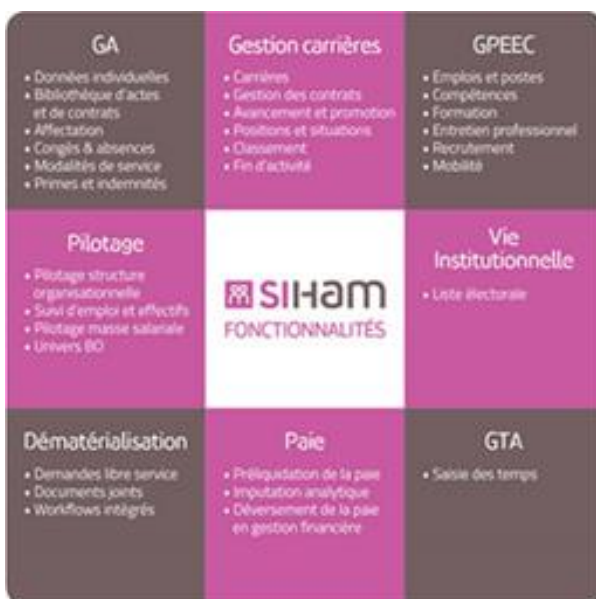 GA
• Données individuelles
• Bibliothèque d'actes
et de contrats
• Affectation
• Congés & absences
• Modalités de service
• Primes et indemnités
Gestion carrières
• Carrières
• Gestion des contrats
• Avancement et promotion
• Positions et situations
• Classement
• Fin d'activité
GPEEC
• Emplois et postes
• Compétences
• Formation
• Entretien professionnel
• Recrutement
• Mobilité
Pilotage
• Pilotage structure
organisationnelle
• Suivi d'emploi et effectifs
• Pilotage masse salariale
• Univers BO
SIHam
FONCTIONNALITÉS
Vie
Institutionnelle
• Liste électorale
Dématérialisation
• Demandes libre service
• Documents joints
• Workflows intégrés
Paie
• Préliquidation de la paie
• Imputation analytique
• Déversement de la paie
en gestion financière
GTA
• Saisie des temps